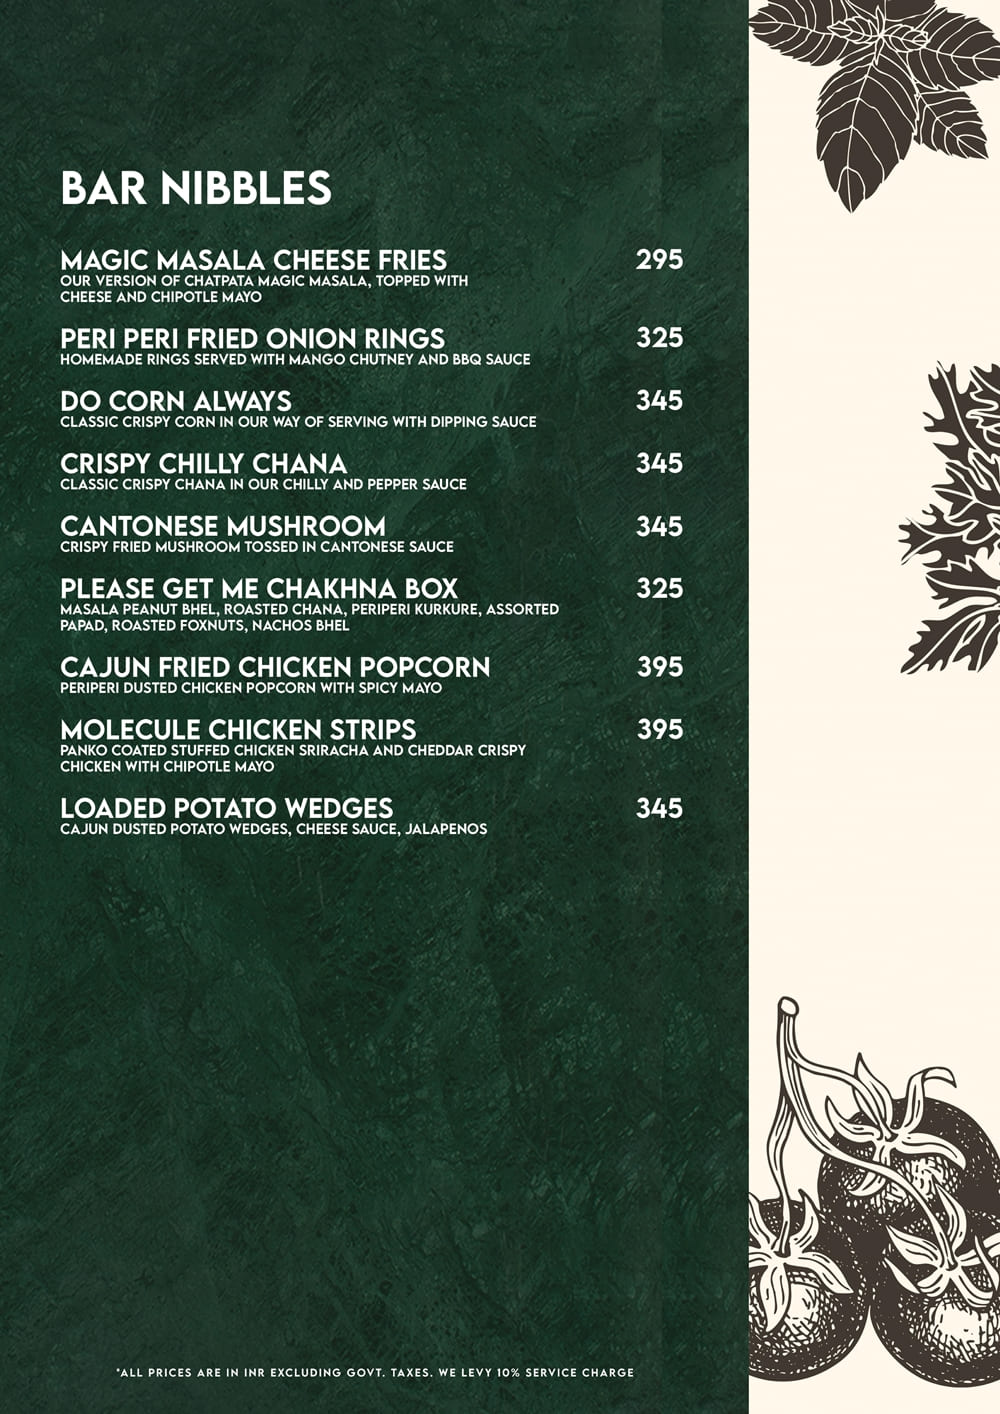 BAR NIBBLES
MAGIC MASALA CHEESE FRIES 295
OUR VERSION OF CHATPATA MAGIC MASALA, TOPPED WITH
CHEESE AND CHIPOTLE MAYO
PERI PERI FRIED ONION RINGS 325
HOMEMADE RINGS SERVED WITH MANGO CHUTNEY AND BBQ SAUCE
DO CORN ALWAYS 345
CLASSIC CRISPY CORN IN OUR WAY OF SERVING WITH DIPPING SAUCE
CRISPY CHILLY CHANA 345
CLASSIC CRISPY CHANA IN OUR CHILLY AND PEPPER SAUCE
CANTONESE MUSHROOM 345
CRISPY FRIED MUSHROOM TOSSED IN CANTONESE SAUCE
PLEASE GET ME CHAKHNA BOX 325
MASALA PEANUT BHEL, ROASTED CHANA, PERIPERI KURKURE, ASSORTED
PAPAD, ROASTED FOXNUTS, NACHOS BHEL
CAJUN FRIED CHICKEN POPCORN 395
PERIPERI DUSTED CHICKEN POPCORN WITH SPICY MAYO
MOLECULE CHICKEN STRIPS 395
PANKO COATED STUFFED CHICKEN SRIRACHA AND CHEDDAR CRISPY
CHICKEN WITH CHIPOTLE MAYO
LOADED POTATO WEDGES 345
CAJUN DUSTED POTATO WEDGES, CHEESE SAUCE, JALAPENOS
*ALL PRICES ARE IN INR EXCLUDING GOVT. TAXES. WE LEVY 10% SERVICE CHARGE